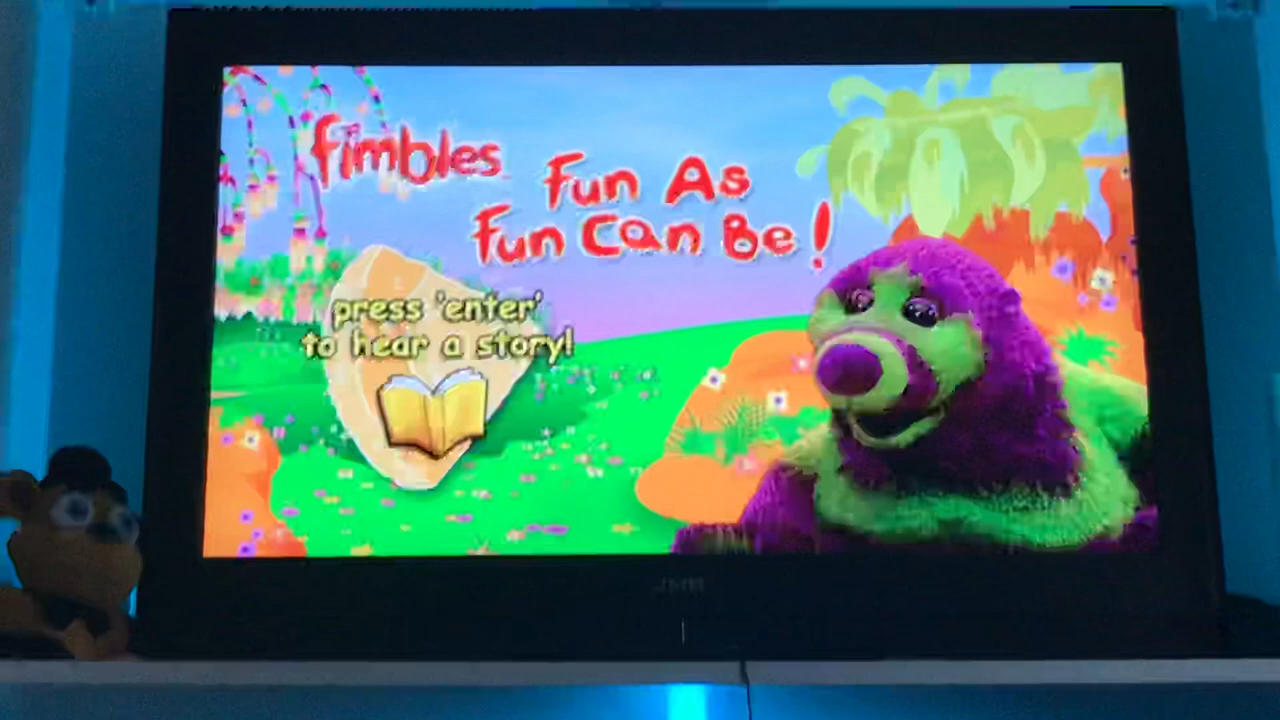 fimbles
Fun As
Fun Can Be!
press 'enter'
to hear a story!